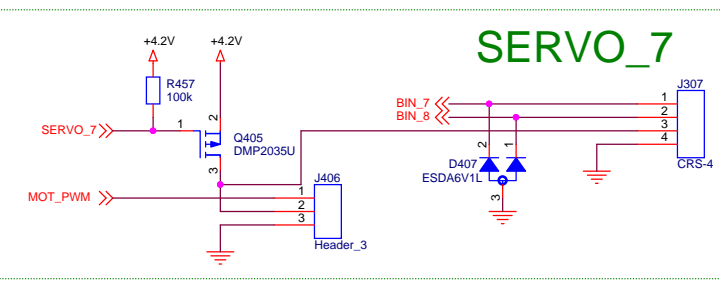 SERVO_7
+4.2V
+4.2V
R457
100k
SERVO_7
1
2
3
Q405
DMP2035U
MOT_PWM
J406
1
2
3
Header_3
BIN_7
BIN_8
D407
ESDA6V1L
2
1
3
J307
1
2
3
4
CRS-4